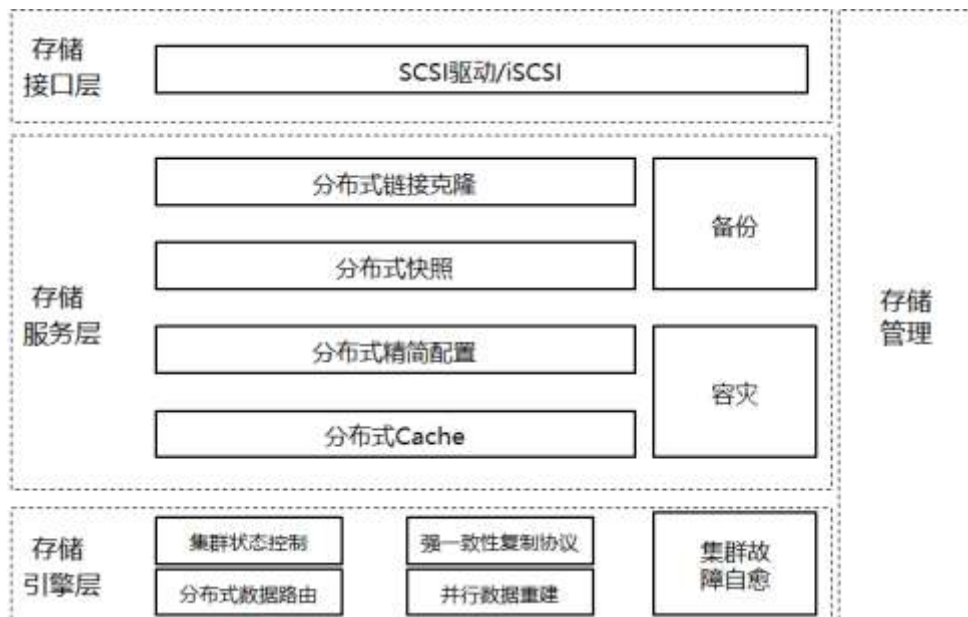 存储
接口层
SCSI驱动/iSCSI
存储
服务层
分布式链接克隆
分布式快照
分布式精简配置
分布式Cache
备份
容灾
存储
管理
存储
引擎层
集群状态控制
强一致性复制协议
分布式数据路由
并行数据重建
集群故
障自愈